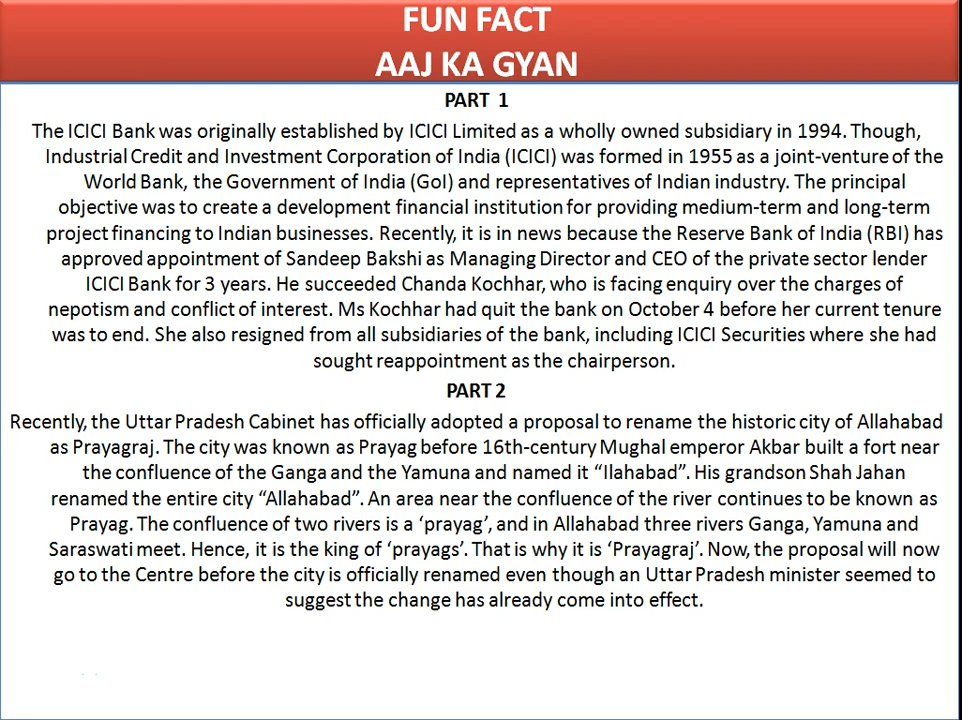 FUN FACT
AAJ KA GYAN
PART 1
The ICICI Bank was originally established by ICICI Limited as a wholly owned subsidiary in 1994. Though,
Industrial Credit and Investment Corporation of India (ICICI) was formed in 1955 as a joint-venture of the
World Bank, the Government of India (GoI) and representatives of Indian industry. The principal
objective was to create a development financial institution for providing medium-term and long-term
project financing to Indian businesses. Recently, it is in news because the Reserve Bank of India (RBI) has
approved appointment of Sandeep Bakshi as Managing Director and CEO of the private sector lender
ICICI Bank for 3 years. He succeeded Chanda Kochhar, who is facing enquiry over the charges of
nepotism and conflict of interest. Ms Kochhar had quit the bank on October 4 before her current tenure
was to end. She also resigned from all subsidiaries of the bank, including ICICI Securities where she had
sought reappointment as the chairperson.
PART 2
Recently, the Uttar Pradesh Cabinet has officially adopted a proposal to rename the historic city of Allahabad
as Prayagraj. The city was known as Prayag before 16th-century Mughal emperor Akbar built a fort near
the confluence of the Ganga and the Yamuna and named it “Ilahabad”. His grandson Shah Jahan
renamed the entire city “Allahabad”. An area near the confluence of the river continues to be known as
Prayag. The confluence of two rivers is a ‘prayag’, and in Allahabad three rivers Ganga, Yamuna and
Saraswati meet. Hence, it is the king of ‘prayags’. That is why it is ‘Prayagraj’. Now, the proposal will now
go to the Centre before the city is officially renamed even though an Uttar Pradesh minister seemed to
suggest the change has already come into effect.